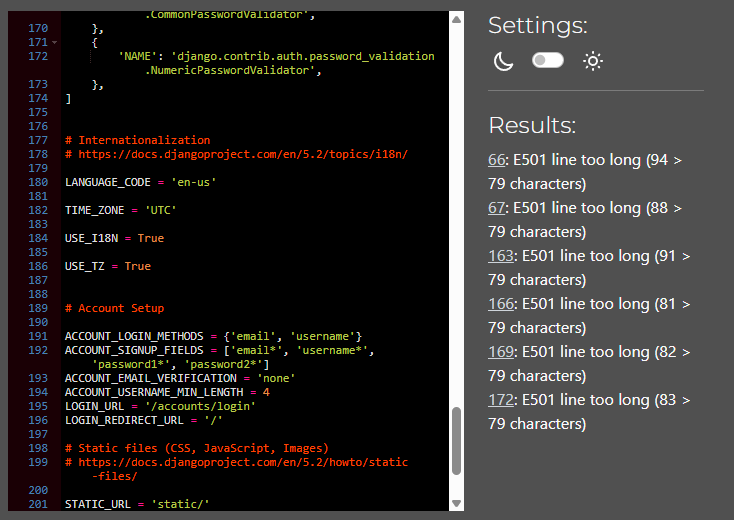 .CommonPasswordValidator',
170 },
171 {
172 'NAME': 'django.contrib.auth.password_validation
.NumericPasswordValidator',
173 },
174 ]
175
176
177 # Internationalization
178 # https://docs.djangoproject.com/en/5.2/topics/i18n/
179
180 LANGUAGE_CODE = 'en-us'
181
182 TIME_ZONE = 'UTC'
183
184 USE_I18N = True
185
186 USE_TZ = True
187
188
189 # Account Setup
190
191 ACCOUNT_LOGIN_METHODS = {'email', 'username'}
192 ACCOUNT_SIGNUP_FIELDS = ['email*', 'username*',
'password1*', 'password2*']
193 ACCOUNT_EMAIL_VERIFICATION = 'none'
194 ACCOUNT_USERNAME_MIN_LENGTH = 4
195 LOGIN_URL = '/accounts/login'
196 LOGIN_REDIRECT_URL = '/'
197
198 # Static files (CSS, JavaScript, Images)
199 # https://docs.djangoproject.com/en/5.2/howto/static
-files/
200
201 STATIC_URL = 'static/'
Settings:
Results:
66: E501 line too long (94 >
79 characters)
67: E501 line too long (88 >
79 characters)
163: E501 line too long (91 >
79 characters)
166: E501 line too long (81 >
79 characters)
169: E501 line too long (82 >
79 characters)
172: E501 line too long (83 >
79 characters)